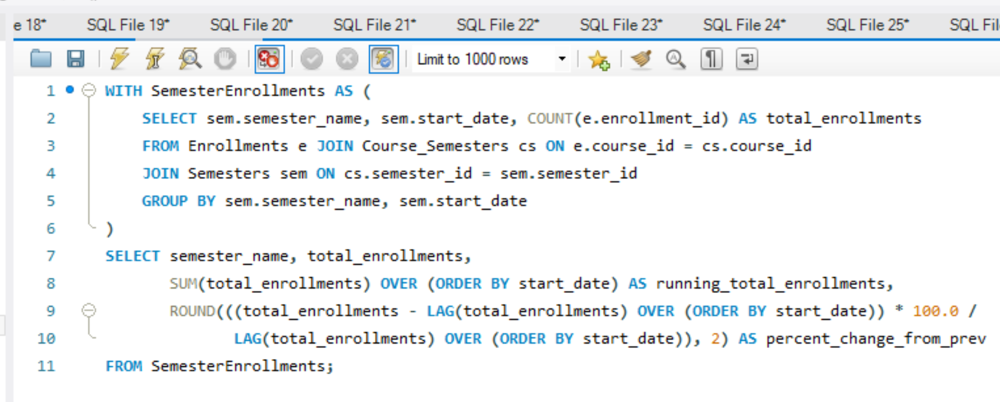 e 18* SQL File 19* SQL File 20* SQL File 21* SQL File 22* SQL File 23* SQL File 24* SQL File 25* SQL Fil
Limit to 1000 rows
1 WITH SemesterEnrollments AS (
2 SELECT sem.semester_name, sem.start_date, COUNT(e.enrollment_id) AS total_enrollments
3 FROM Enrollments e JOIN Course_Semesters cs ON e.course_id = cs.course_id
4 JOIN Semesters sem ON cs.semester_id = sem.semester_id
5 GROUP BY sem.semester_name, sem.start_date
6 )
7 SELECT semester_name, total_enrollments,
8 SUM(total_enrollments) OVER (ORDER BY start_date) AS running_total_enrollments,
9 ROUND(((total_enrollments - LAG(total_enrollments) OVER (ORDER BY start_date)) * 100.0 /
10 LAG(total_enrollments) OVER (ORDER BY start_date)), 2) AS percent_change_from_prev
11 FROM SemesterEnrollments;